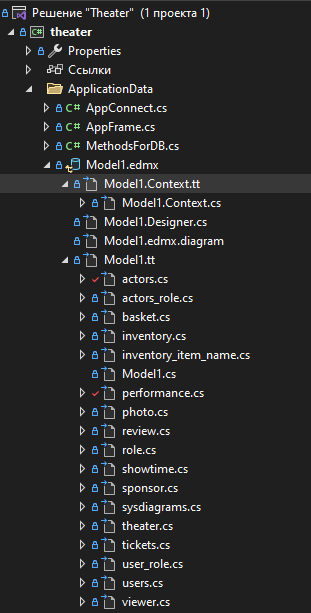 Решение "Theater" (1 проекта 1)
C# theater
Properties
Ссылки
ApplicationData
C# AppConnect.cs
C# AppFrame.cs
C# MethodsForDB.cs
Model1.edmx
Model1.Context.tt
Model1.Context.cs
Model1.Designer.cs
Model1.edmx.diagram
Model1.tt
actors.cs
actors_role.cs
basket.cs
inventory.cs
inventory_item_name.cs
Model1.cs
performance.cs
photo.cs
review.cs
role.cs
showtime.cs
sponsor.cs
sysdiagrams.cs
theater.cs
tickets.cs
user_role.cs
users.cs
viewer.cs